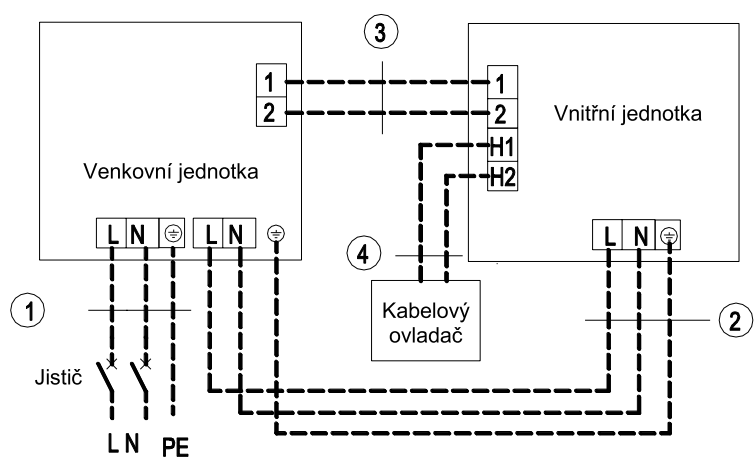 3
1
2
1
2
H1
H2
Venkovní jednotka
Vnitřní jednotka
L N
L N
L N
4
1
2
Kabelový
ovladač
Jistič
L N PE